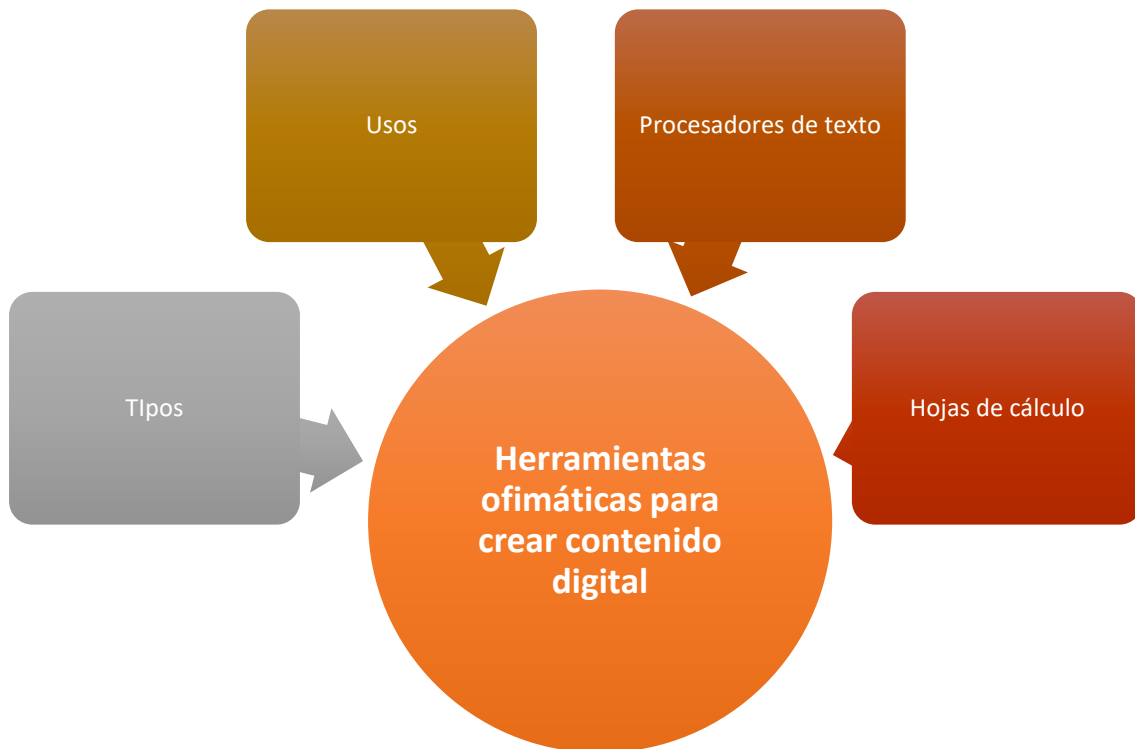 Usos
Procesadores de texto
TIpos
Hojas de cálculo
Herramientas
ofimáticas para
crear contenido
digital